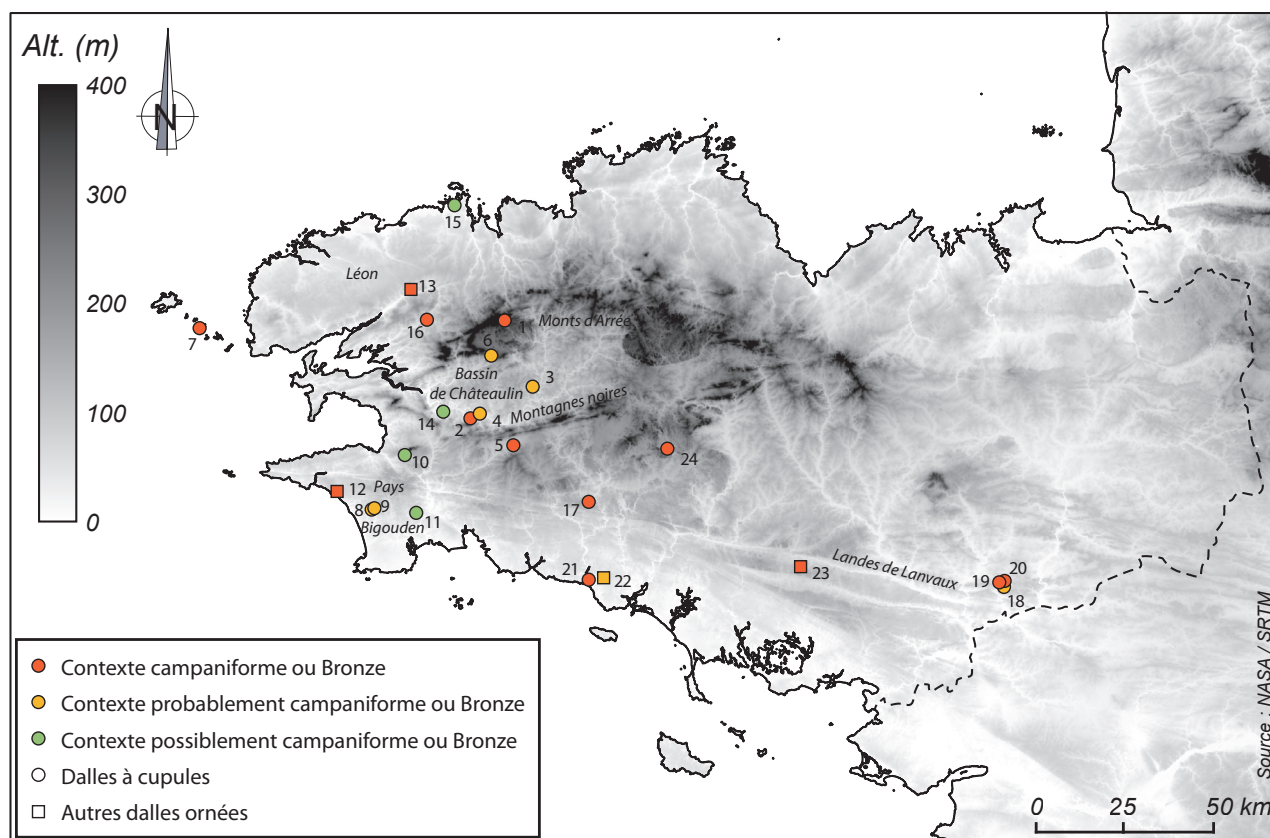 Alt. (m)
400
300
200
100
0
N
15
Léon
13
16
1
Monts d'Arrée
7
6
Bassin
de Châteaulin
3
14
2
4
Montagnes noires
5
24
10
12
Pays
8
9
Bigouden
11
17
21
22
23
Landes de Lanvaux
19
20
18
Contexte campaniforme ou Bronze
Contexte probablement campaniforme ou Bronze
Contexte possiblement campaniforme ou Bronze
Dalles à cupules
Autres dalles ornées
0 25 50 km
Source : NASA / SRTM